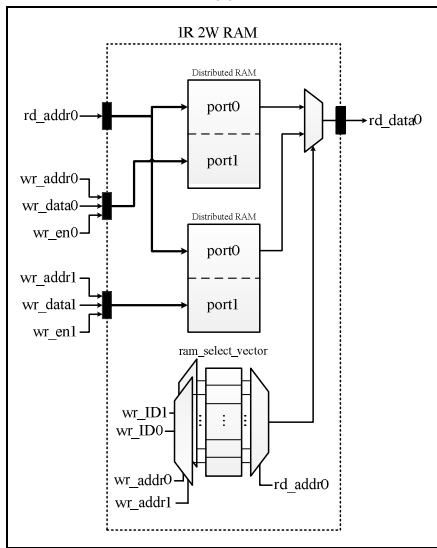 1R 2W RAM
Distributed RAM
rd_addr0
port0
rd_data0
port1
wr_addr0
wr_data0
wr_en0
Distributed RAM
port0
wr_addr1
wr_data1
port1
wr_en1
ram_select_vector
wr_ID1
wr_ID0
wr_addr0
rd_addr0
wr_addr1